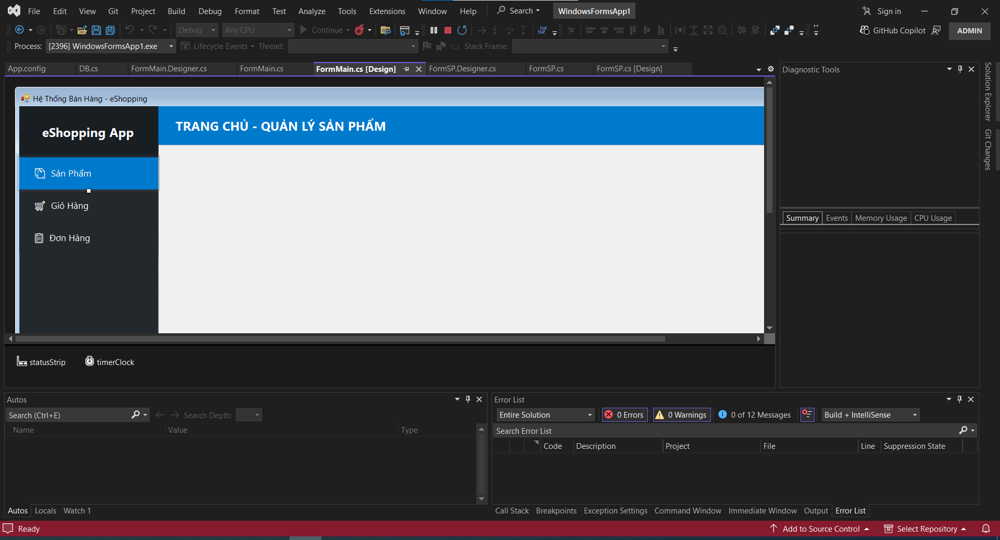 File Edit View Git Project Build Debug Format Test Analyze Tools Extensions Window Help Search WindowsFormsApp1 Sign in
Debug Any CPU Continue GitHub Copilot ADMIN
Process: [2396] WindowsFormsApp1.exe Lifecycle Events Thread: Stack Frame:
App.config DB.cs FormMain.Designer.cs FormMain.cs FormMain.cs [Design] FormSP.Designer.cs FormSP.cs FormSP.cs [Design]
Diagnostic Tools
Solution Explorer
Git Changes
Hệ Thống Bán Hàng - eShopping
eShopping App
TRANG CHỦ - QUẢN LÝ SẢN PHẨM
Sản Phẩm
Giỏ Hàng
Đơn Hàng
Summary Events Memory Usage CPU Usage
statusStrip timerClock
Autos
Search (Ctrl+E) Search Depth:
Name Value Type
Autos Locals Watch 1
Error List
Entire Solution 0 Errors 0 Warnings 0 of 12 Messages Build + IntelliSense
Search Error List
Code Description Project File Line Suppression State
Call Stack Breakpoints Exception Settings Command Window Immediate Window Output Error List
Ready Add to Source Control Select Repository